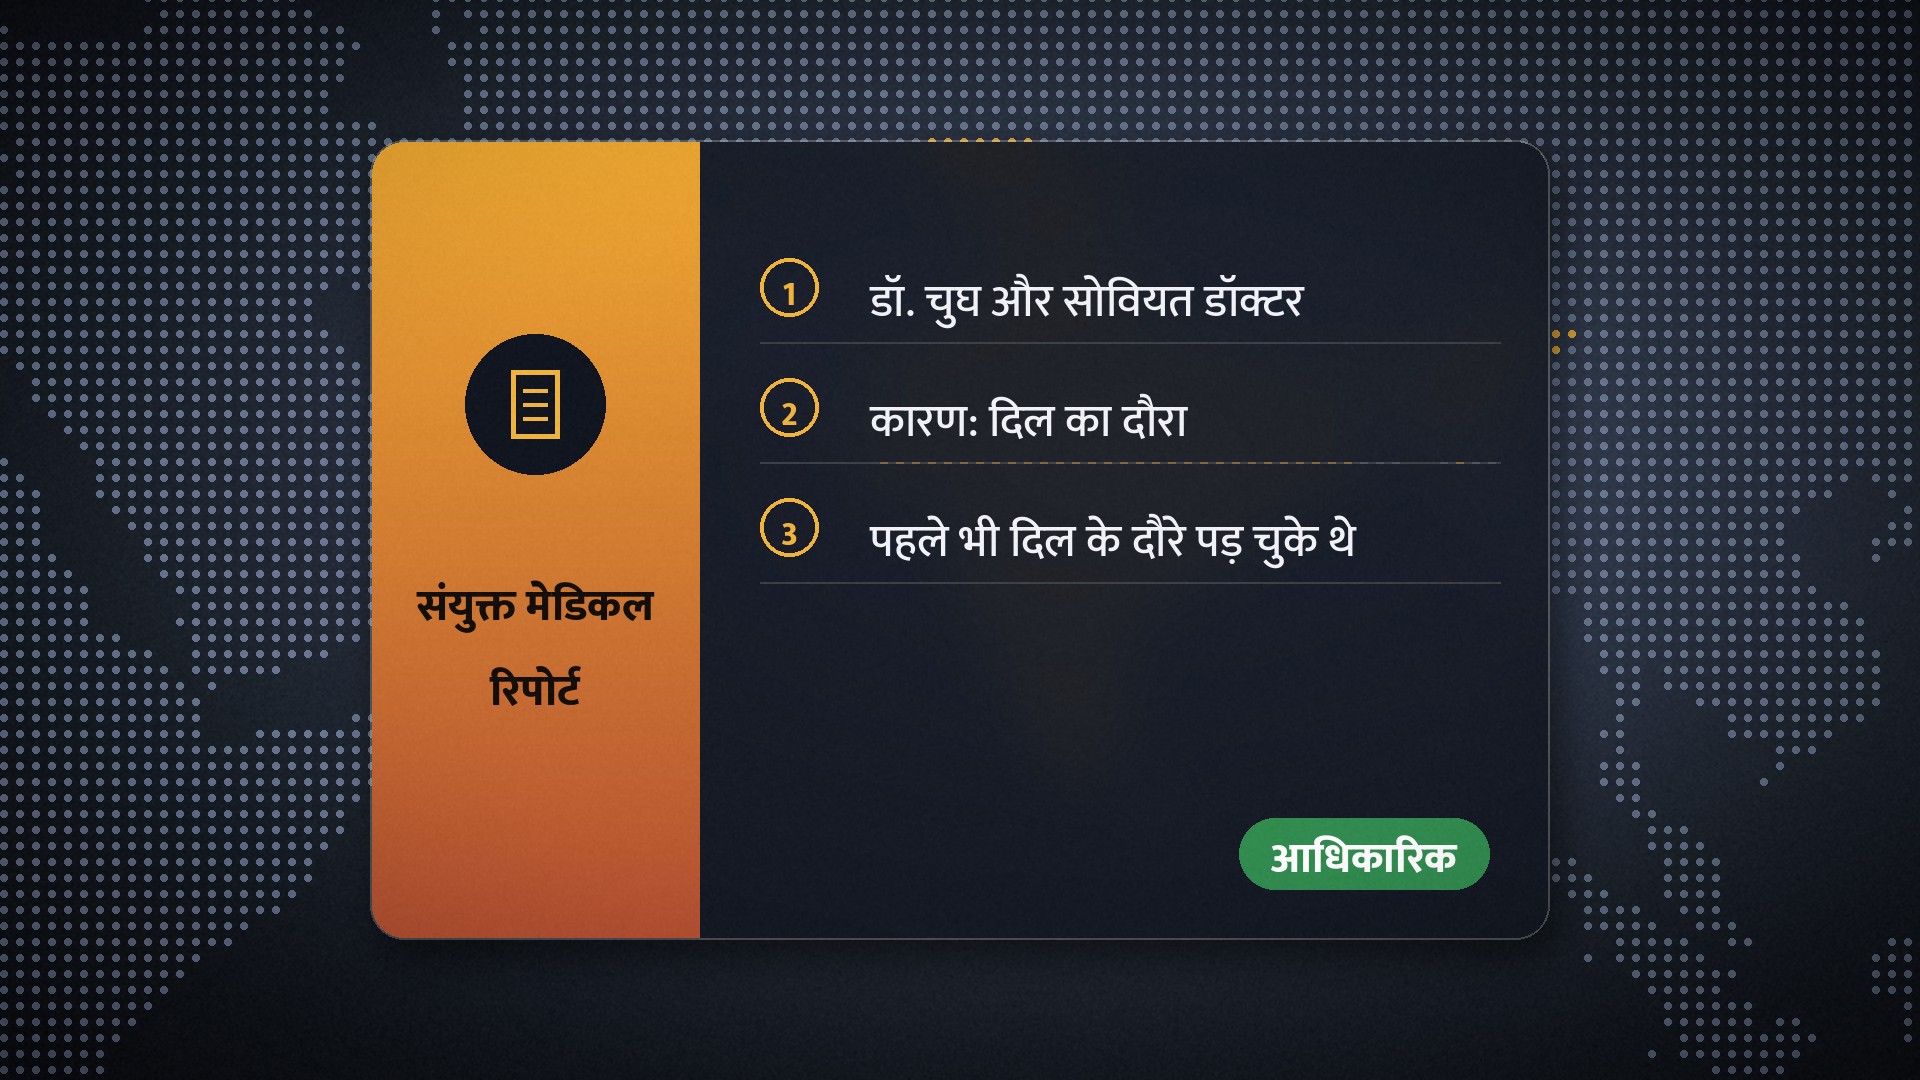 संयुक्त मेडिकल
रिपोर्ट
1 डॉ. चुघ और सोवियत डॉक्टर
2 कारण: दिल का दौरा
3 पहले भी दिल के दौरे पड़ चुके थे
आधिकारिक